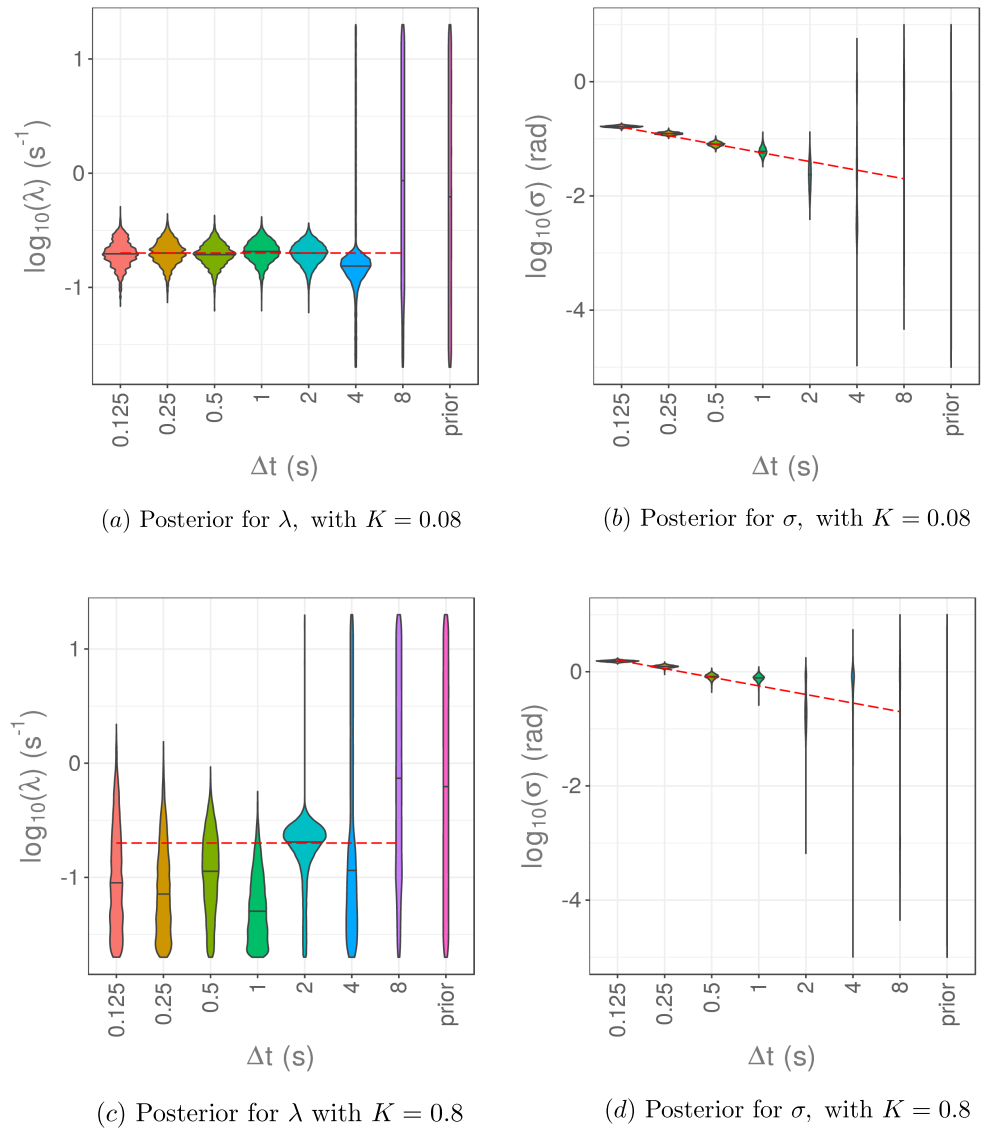 log10(λ) (s-1)
1
0
-1
0.125 0.25 0.5 1 2 4 8 prior
Δt (s)
(a) Posterior for λ, with K = 0.08
log10(σ) (rad)
0
-2
-4
0.125 0.25 0.5 1 2 4 8 prior
Δt (s)
(b) Posterior for σ, with K = 0.08
log10(λ) (s-1)
1
0
-1
0.125 0.25 0.5 1 2 4 8 prior
Δt (s)
(c) Posterior for λ with K = 0.8
log10(σ) (rad)
0
-2
-4
0.125 0.25 0.5 1 2 4 8 prior
Δt (s)
(d) Posterior for σ, with K = 0.8